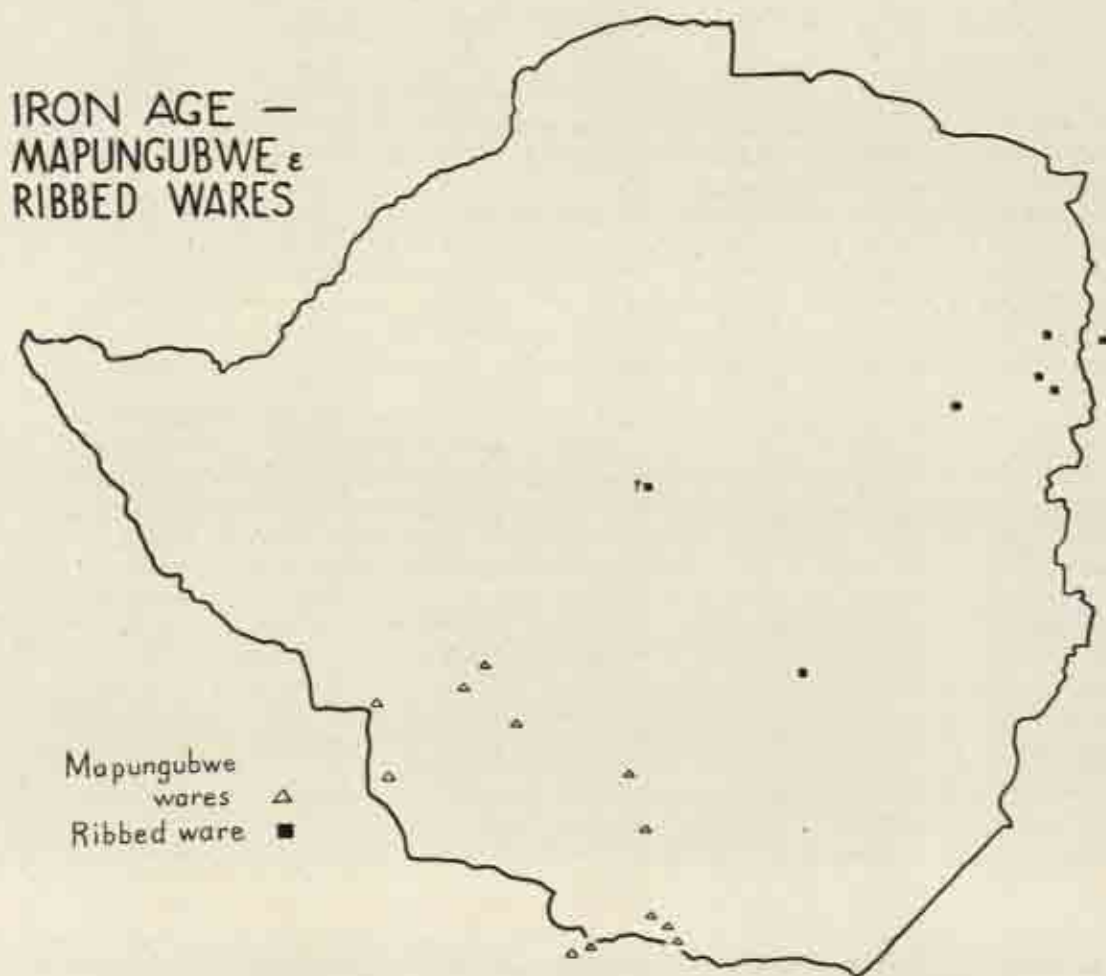 IRON AGE —
MAPUNGUBWE &
RIBBED WARES
?
Mapungubwe
wares
Ribbed ware